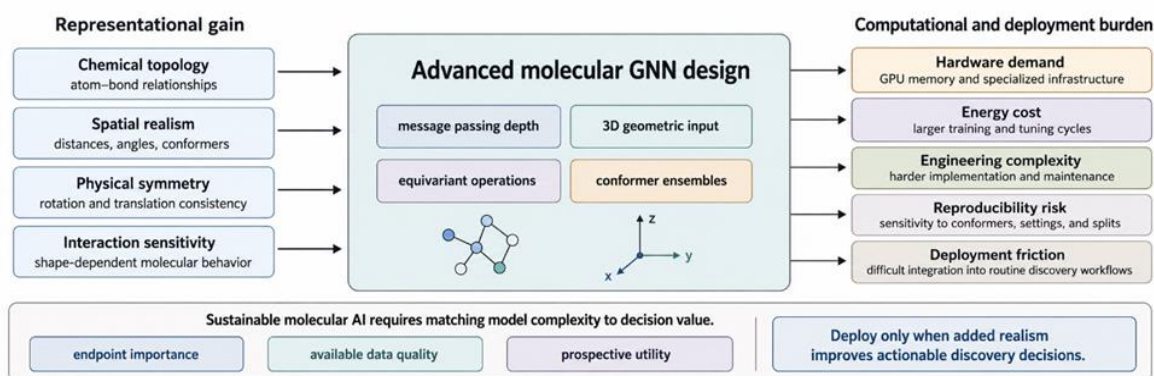 Representational gain
Chemical topology
atom–bond relationships
Spatial realism
distances, angles, conformers
Physical symmetry
rotation and translation consistency
Interaction sensitivity
shape-dependent molecular behavior
Advanced molecular GNN design
message passing depth
3D geometric input
equivariant operations
conformer ensembles
z
y
x
Computational and deployment burden
Hardware demand
GPU memory and specialized infrastructure
Energy cost
larger training and tuning cycles
Engineering complexity
harder implementation and maintenance
Reproducibility risk
sensitivity to conformers, settings, and splits
Deployment friction
difficult integration into routine discovery workflows
Sustainable molecular AI requires matching model complexity to decision value.
endpoint importance
available data quality
prospective utility
Deploy only when added realism
improves actionable discovery decisions.